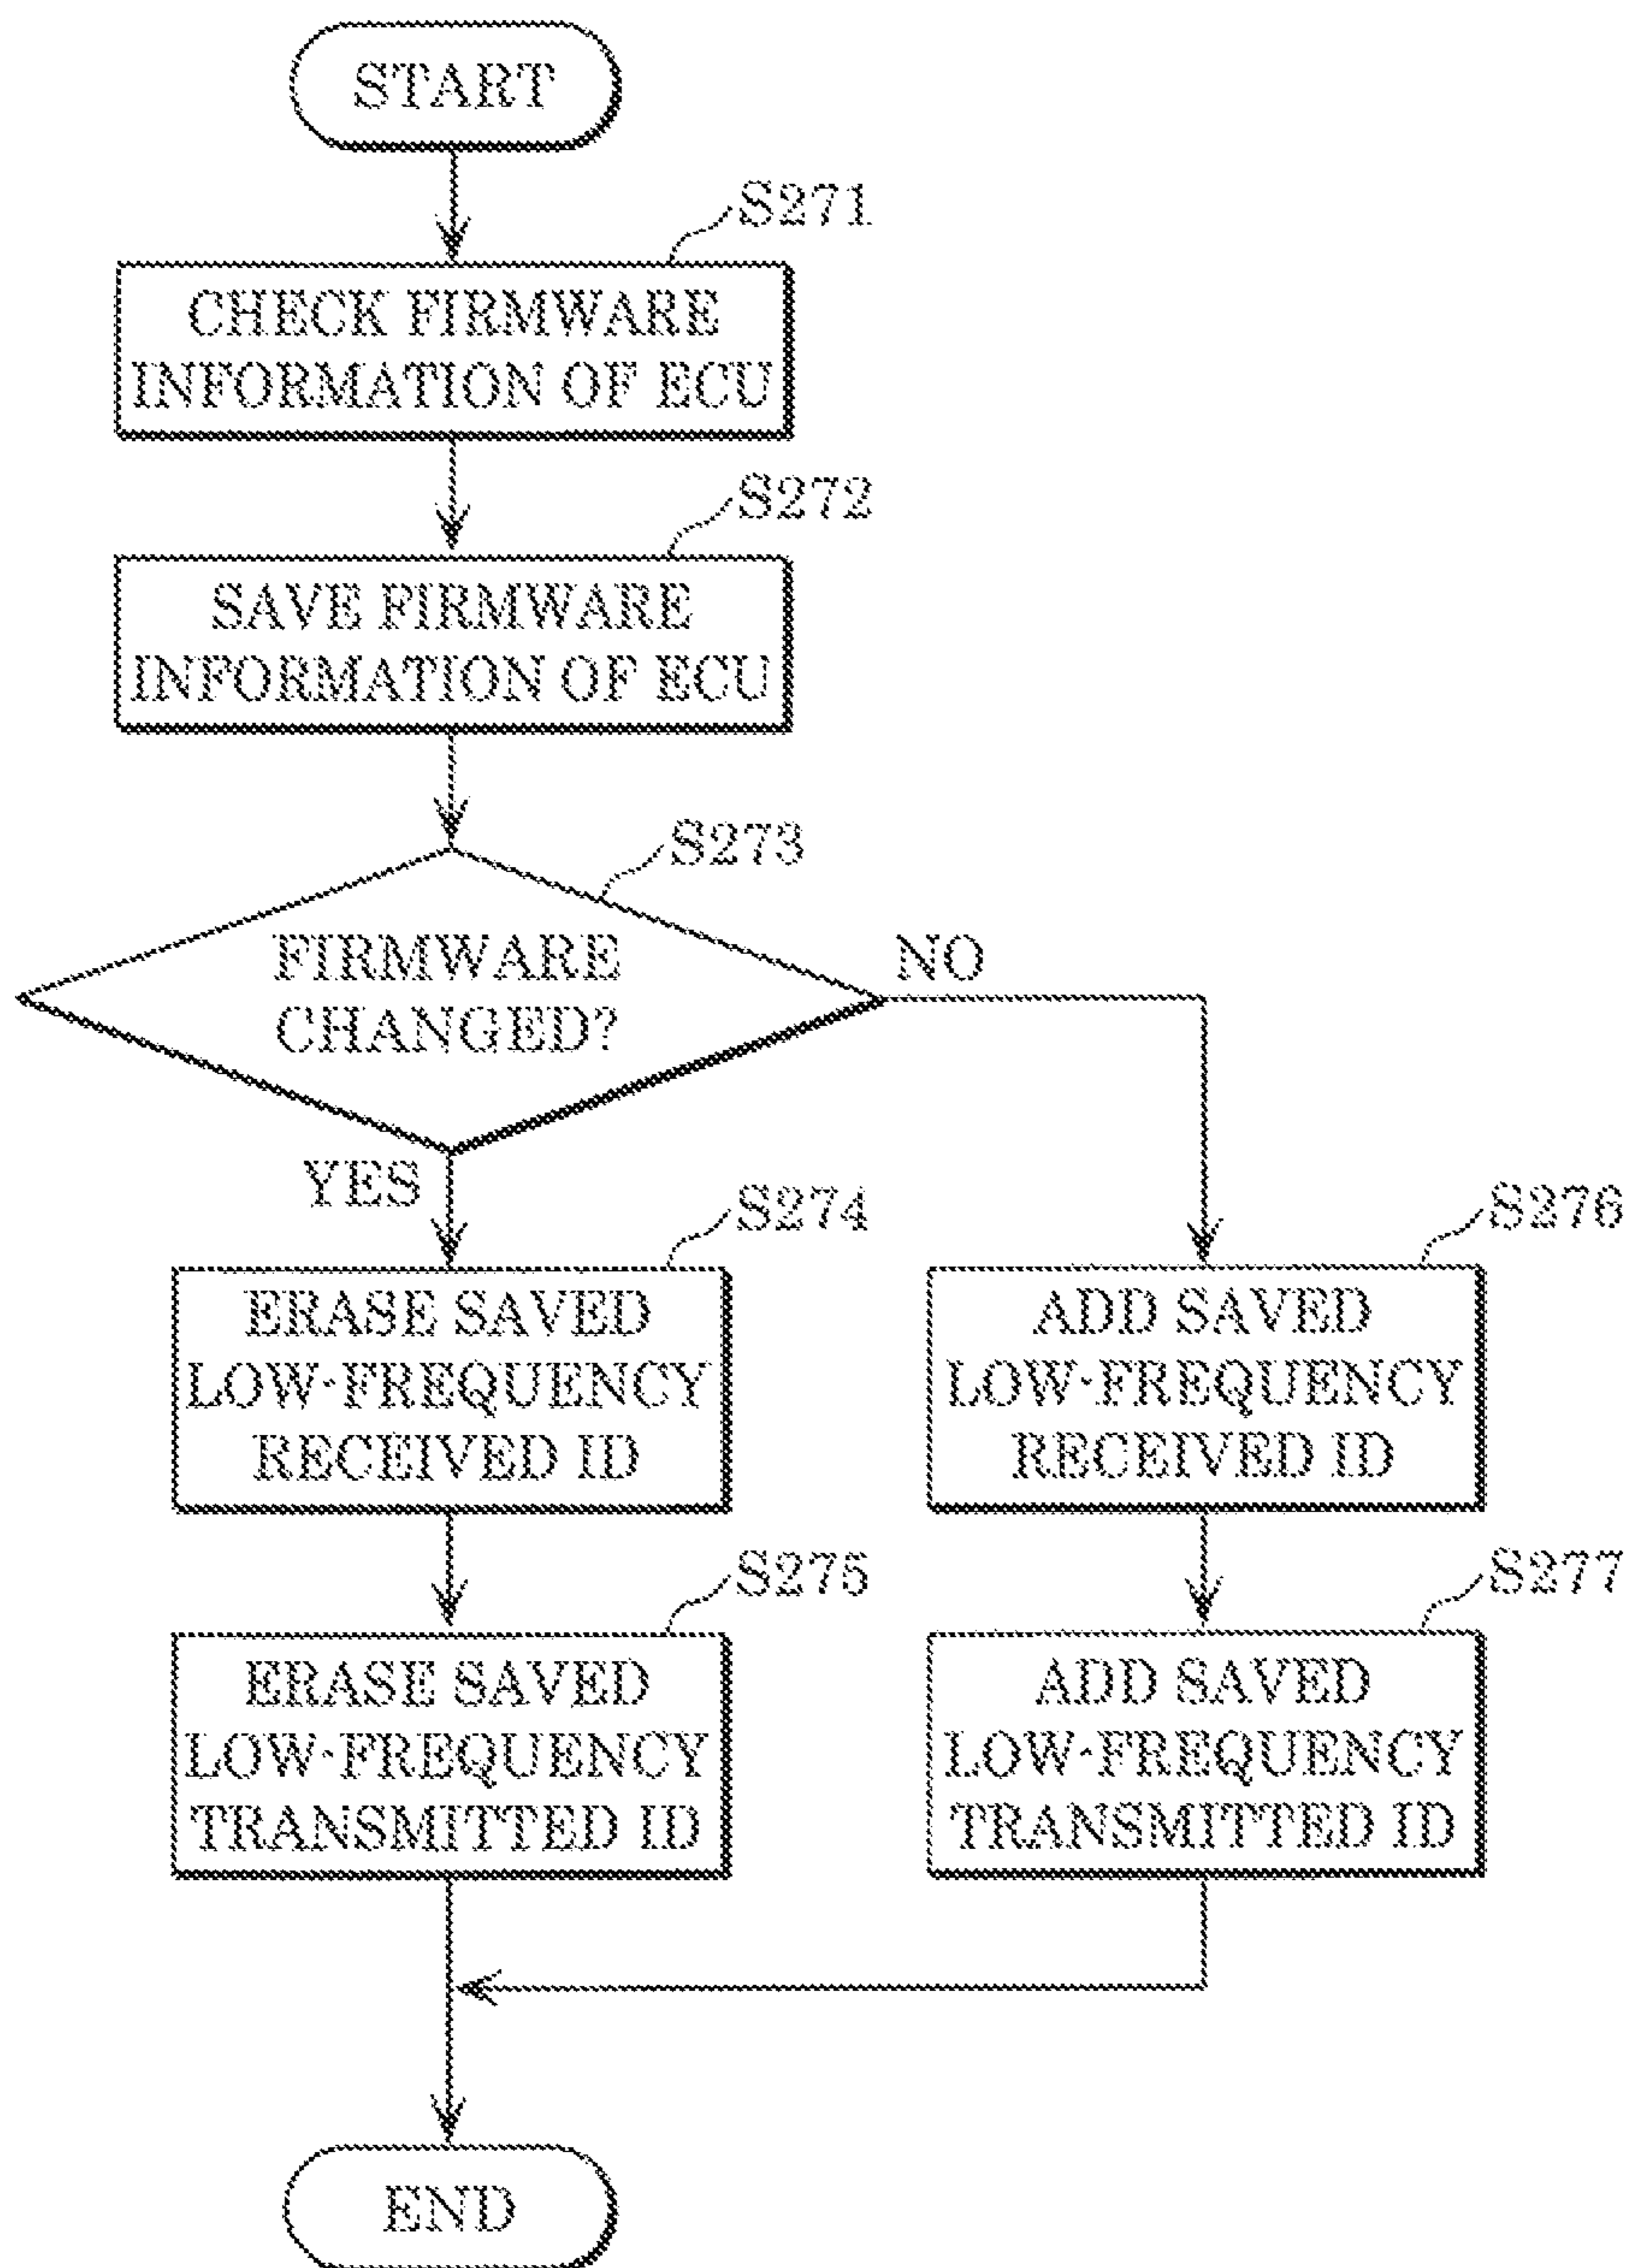 START
S271
CHECK FIRMWARE
INFORMATION OF ECU
S272
SAVE FIRMWARE
INFORMATION OF ECU
S273
FIRMWARE
CHANGED?
NO
YES
S274
ERASE SAVED
LOW-FREQUENCY
RECEIVED ID
S276
ADD SAVED
LOW-FREQUENCY
RECEIVED ID
S275
ERASE SAVED
LOW-FREQUENCY
TRANSMITTED ID
S277
ADD SAVED
LOW-FREQUENCY
TRANSMITTED ID
END